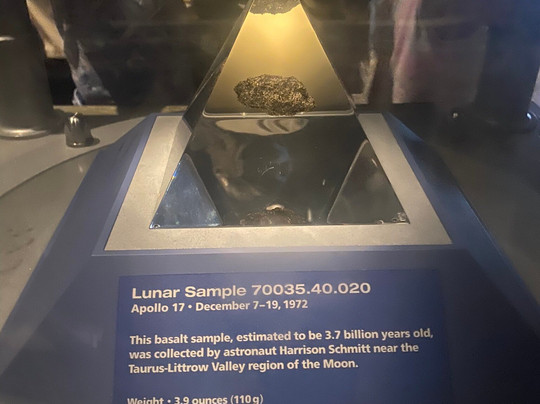 Lunar Sample 70035.40.020
Apollo 17 • December 7–19, 1972
This basalt sample, estimated to be 3.7 billion years old,
was collected by astronaut Harrison Schmitt near the
Taurus-Littrow Valley region of the Moon.
Weight • 3.9 ounces (110 g)